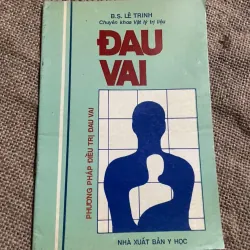 B.S. LÊ TRINH
Chuyên khoa Vật lý trị liệu
ĐAU
VAI
PHƯƠNG PHÁP ĐIỀU TRỊ ĐAU VAI
NHÀ XUẤT BẢN Y HỌC